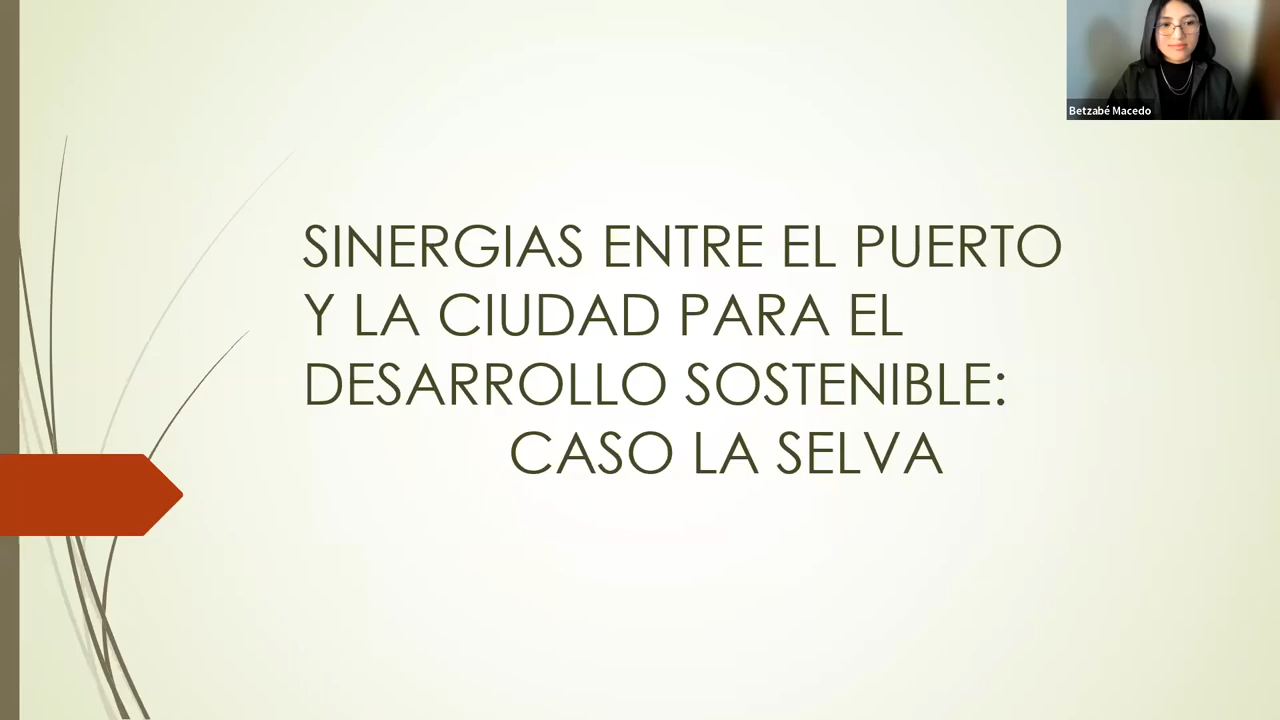 Betzabé Macedo
SINERGIAS ENTRE EL PUERTO
Y LA CIUDAD PARA EL
DESARROLLO SOSTENIBLE:
CASO LA SELVA